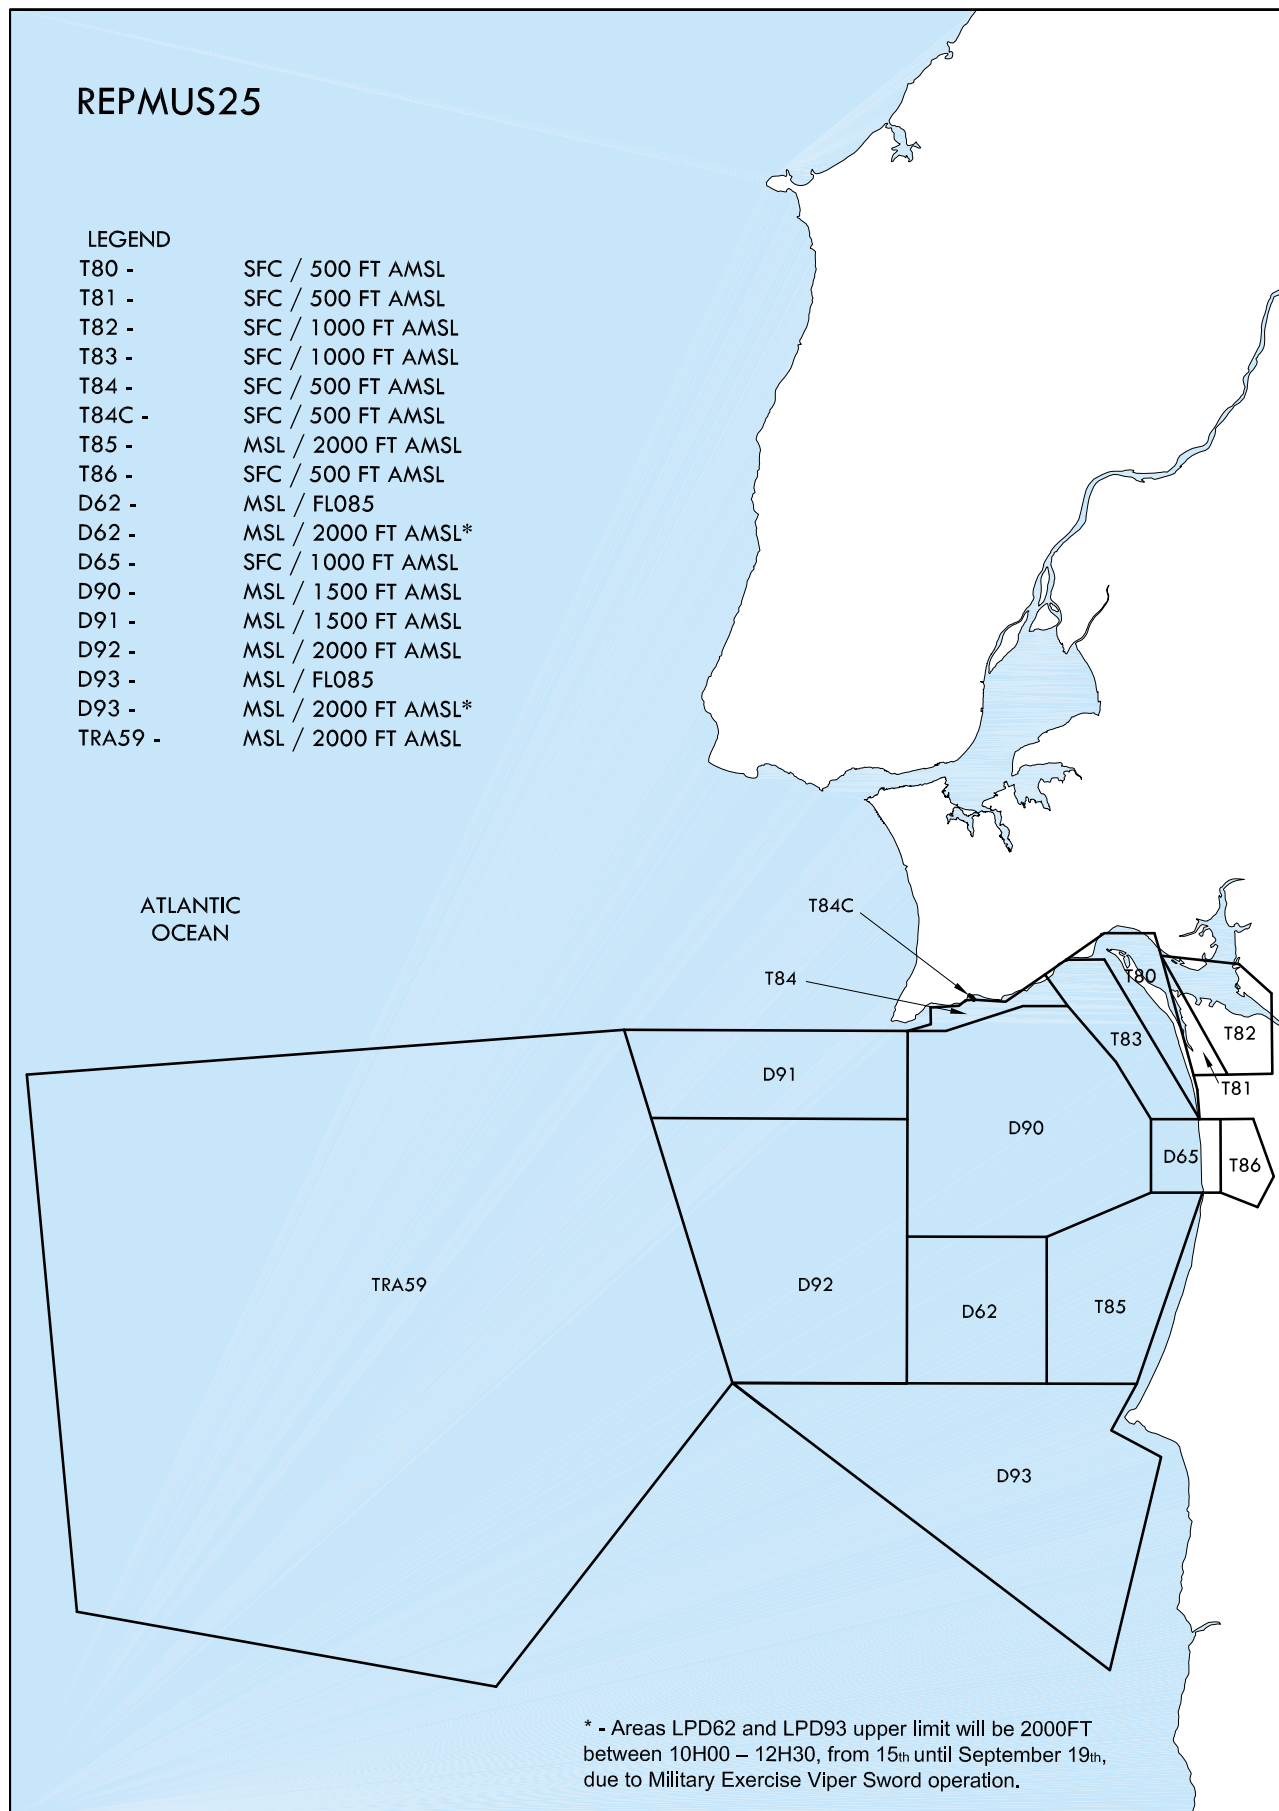 REPMUS25
LEGEND
T80 - SFC / 500 FT AMSL
T81 - SFC / 500 FT AMSL
T82 - SFC / 1000 FT AMSL
T83 - SFC / 1000 FT AMSL
T84 - SFC / 500 FT AMSL
T84C - SFC / 500 FT AMSL
T85 - MSL / 2000 FT AMSL
T86 - SFC / 500 FT AMSL
D62 - MSL / FL085
D62 - MSL / 2000 FT AMSL*
D65 - SFC / 1000 FT AMSL
D90 - MSL / 1500 FT AMSL
D91 - MSL / 1500 FT AMSL
D92 - MSL / 2000 FT AMSL
D93 - MSL / FL085
D93 - MSL / 2000 FT AMSL*
TRA59 - MSL / 2000 FT AMSL
ATLANTIC
OCEAN
T84C
T84
T80
T82
T83
T81
D91
D90
D65
T86
TRA59
D92
D62
T85
D93
* - Areas LPD62 and LPD93 upper limit will be 2000FT
between 10H00 – 12H30, from 15th until September 19th,
due to Military Exercise Viper Sword operation.